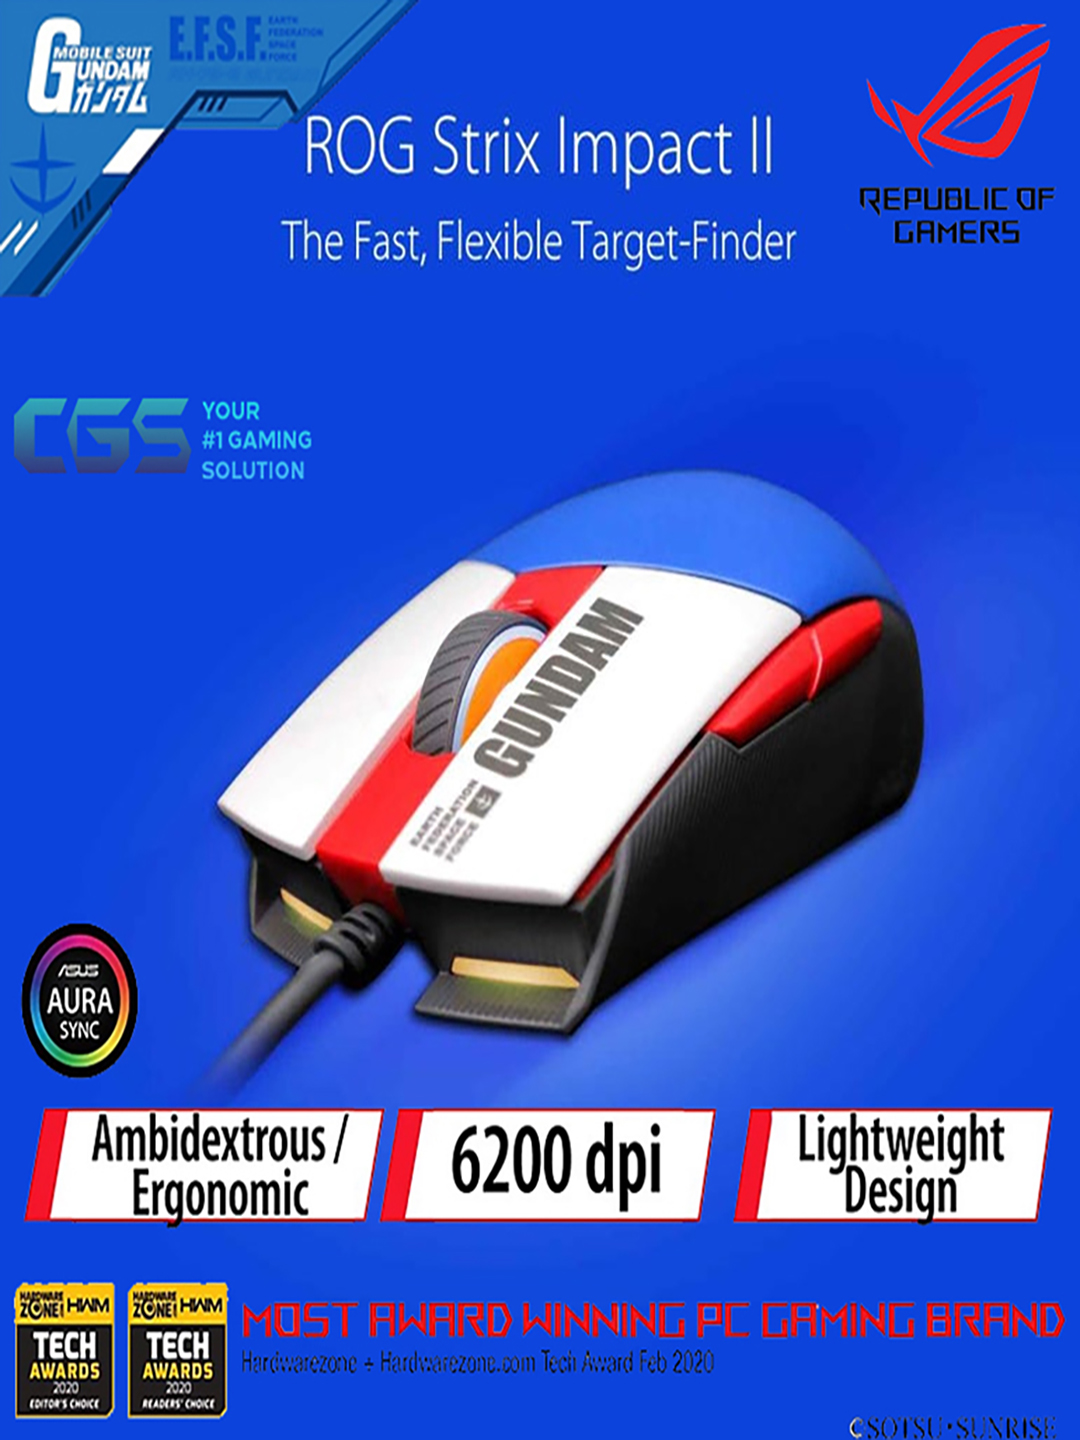 MOBILE SUIT
GUNDAM
ガンダム
E.F.S.F.
EARTH
FEDERATION
SPACE
FORCE
ROG Strix Impact II
The Fast, Flexible Target-Finder
REPUBLIC OF
GAMERS
CGS
YOUR
#1 GAMING
SOLUTION
GUNDAM
EARTH
FEDERATION
SPACE
FORCE
ASUS
AURA
SYNC
Ambidextrous /
Ergonomic
6200 dpi
Lightweight
Design
HARDWARE
ZONE HWM
TECH
AWARDS
2020
EDITOR'S CHOICE
HARDWARE
ZONE HWM
TECH
AWARDS
2020
READERS' CHOICE
MOST AWARD WINNING PC GAMING BRAND
Hardwarezone + Hardwarezone.com Tech Award Feb 2020
©SOTSU・SUNRISE